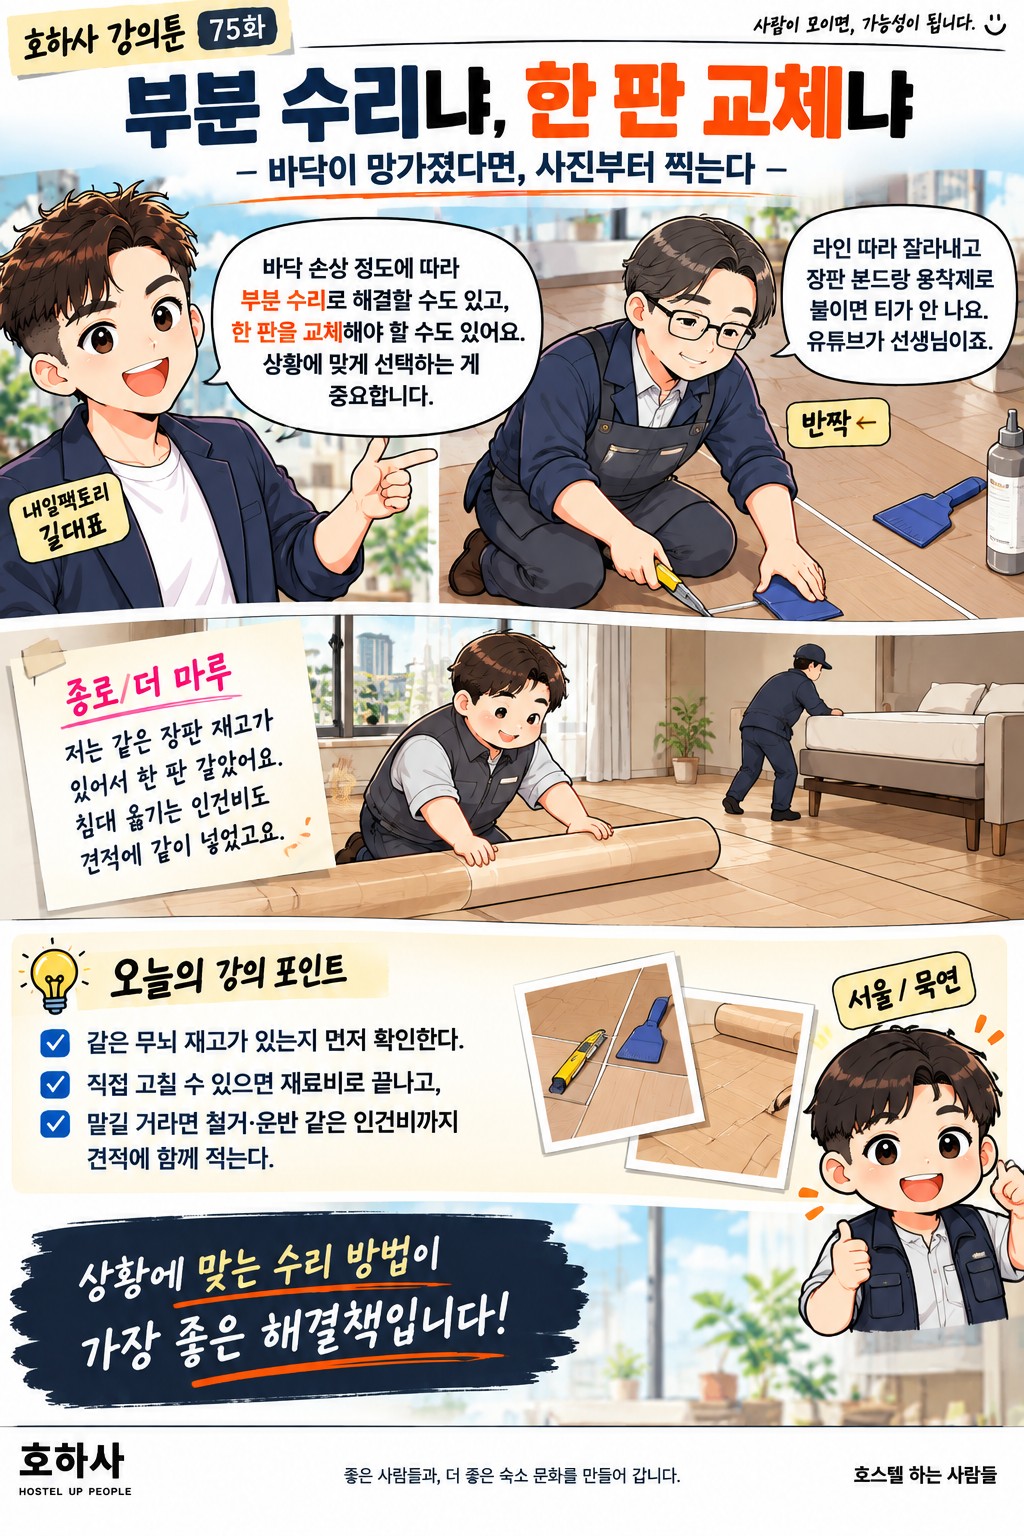 호하사 강의툰 75화
사람이 모이면, 가능성이 됩니다.
부분 수리냐, 한 판 교체냐
– 바닥이 망가졌다면, 사진부터 찍는다 –
바닥 손상 정도에 따라
부분 수리로 해결할 수도 있고,
한 판을 교체해야 할 수도 있어요.
상황에 맞게 선택하는 게
중요합니다.
내일팩토리
길대표
라인 따라 잘라내고
장판 본드랑 용착제로
붙이면 티가 안 나요.
유튜브가 선생님이죠.
반짝 ←
종로/더 마루
저는 같은 장판 재고가
있어서 한 판 갈았어요.
침대 옮기는 인건비도
견적에 같이 넣었고요.
오늘의 강의 포인트
같은 무늬 재고가 있는지 먼저 확인한다.
직접 고칠 수 있으면 재료비로 끝나고,
맡길 거라면 철거·운반 같은 인건비까지
견적에 함께 적는다.
서울 / 묵연
상황에 맞는 수리 방법이
가장 좋은 해결책입니다!
호하사
HOSTEL UP PEOPLE
좋은 사람들과, 더 좋은 숙소 문화를 만들어 갑니다.
호스텔 하는 사람들